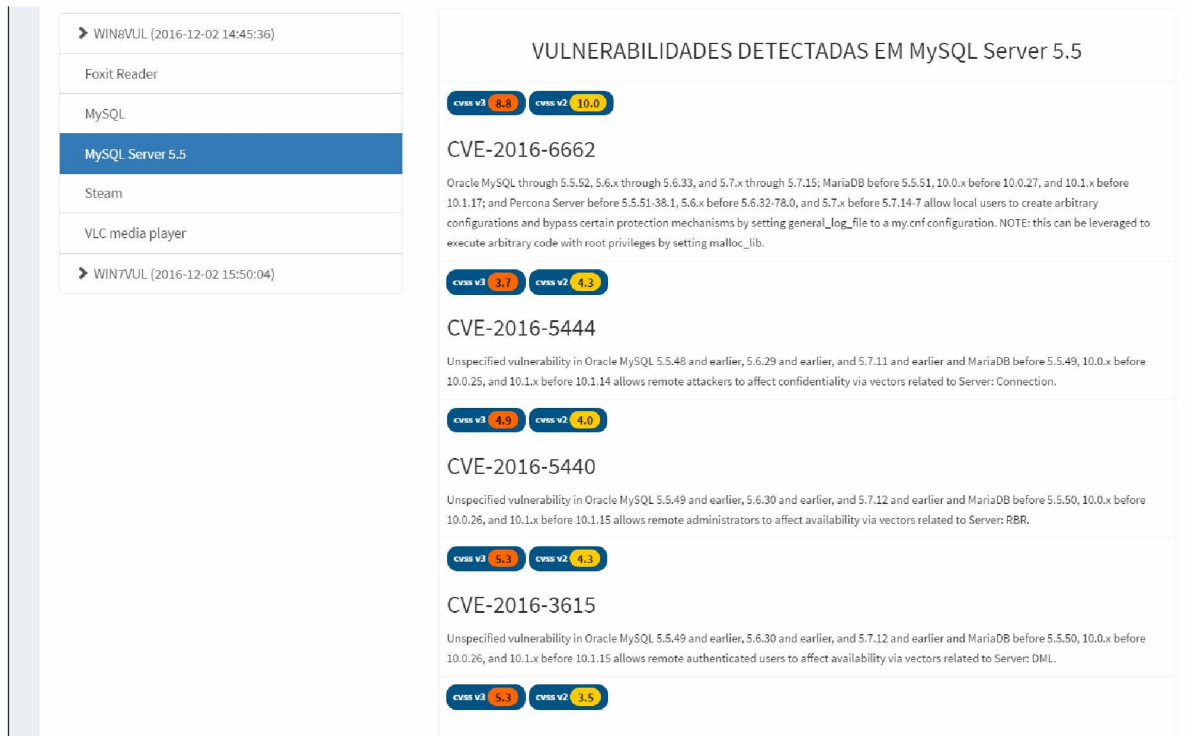 WIN8VUL (2016-12-02 14:45:36)
Foxit Reader
MySQL
MySQL Server 5.5
Steam
VLC media player
WIN7VUL (2016-12-02 15:50:04)
VULNERABILIDADES DETECTADAS EM MySQL Server 5.5
cvss v3 8.8 cvss v2 10.0
CVE-2016-6662
Oracle MySQL through 5.5.52, 5.6.x through 5.6.33, and 5.7.x through 5.7.15; MariaDB before 5.5.51, 10.0.x before 10.0.27, and 10.1.x before
10.1.17; and Percona Server before 5.5.51-38.1, 5.6.x before 5.6.32-78.0, and 5.7.x before 5.7.14-7 allow local users to create arbitrary
configurations and bypass certain protection mechanisms by setting general_log_file to a my.cnf configuration. NOTE: this can be leveraged to
execute arbitrary code with root privileges by setting malloc_lib.
cvss v3 3.7 cvss v2 4.3
CVE-2016-5444
Unspecified vulnerability in Oracle MySQL 5.5.48 and earlier, 5.6.29 and earlier, and 5.7.11 and earlier and MariaDB before 5.5.49, 10.0.x before
10.0.25, and 10.1.x before 10.1.14 allows remote attackers to affect confidentiality via vectors related to Server: Connection.
cvss v3 4.9 cvss v2 4.0
CVE-2016-5440
Unspecified vulnerability in Oracle MySQL 5.5.49 and earlier, 5.6.30 and earlier, and 5.7.12 and earlier and MariaDB before 5.5.50, 10.0.x before
10.0.26, and 10.1.x before 10.1.15 allows remote administrators to affect availability via vectors related to Server: RBR.
cvss v3 5.3 cvss v2 4.3
CVE-2016-3615
Unspecified vulnerability in Oracle MySQL 5.5.49 and earlier, 5.6.30 and earlier, and 5.7.12 and earlier and MariaDB before 5.5.50, 10.0.x before
10.0.26, and 10.1.x before 10.1.15 allows remote authenticated users to affect availability via vectors related to Server: DML.
cvss v3 5.3 cvss v2 3.5